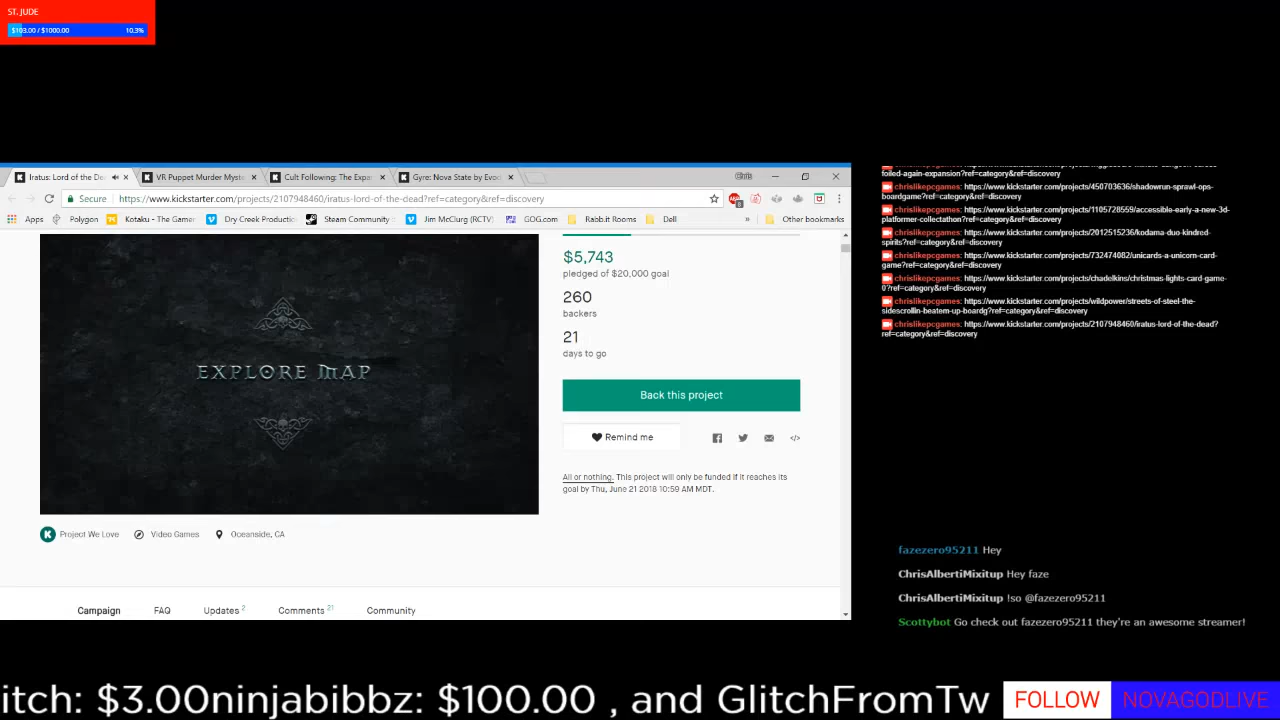 ST. JUDE
$103.00 / $1000.00 10.3%
Iratus: Lord of the De
VR Puppet Murder Myst
Cult Following: The Expa
Gyre: Nova State by Evo
Chris
Secure https://www.kickstarter.com/projects/2107948460/iratus-lord-of-the-dead?ref=category&ref=discovery
Apps Polygon Kotaku - The Gamer Dry Creek Productio Steam Community :: Jim McClurg (RCTV) GOG.com Rabbit Rooms Dell » Other bookmarks
EXPLORE MAP
$5,743
pledged of $20,000 goal
260
backers
21
days to go
Back this project
Remind me
All or nothing. This project will only be funded if it reaches its
goal by Thu, June 21 2018 10:59 AM MDT.
Project We Love Video Games Oceanside, CA
Campaign FAQ Updates 2 Comments 21 Community
foiled-again-expansion?ref=category&ref=discovery
chrislikepcgames: https://www.kickstarter.com/projects/450703636/shadowrun-sprawl-ops-
boardgame?ref=category&ref=discovery
chrislikepcgames: https://www.kickstarter.com/projects/1105728559/accessible-early-a-new-3d-
platformer-collectathon?ref=category&ref=discovery
chrislikepcgames: https://www.kickstarter.com/projects/2012515236/kodama-duo-kindred-
spirits?ref=category&ref=discovery
chrislikepcgames: https://www.kickstarter.com/projects/732474082/unicards-a-unicorn-card-
game?ref=category&ref=discovery
chrislikepcgames: https://www.kickstarter.com/projects/chadelkins/christmas-lights-card-game-
0?ref=category&ref=discovery
chrislikepcgames: https://www.kickstarter.com/projects/wildpower/streets-of-steel-the-
sidescrollin-beatem-up-boardg?ref=category&ref=discovery
chrislikepcgames: https://www.kickstarter.com/projects/2107948460/iratus-lord-of-the-dead?
ref=category&ref=discovery
fazezero95211 Hey
ChrisAlbertiMixitup Hey faze
ChrisAlbertiMixitup !so @fazezero95211
Scottybot Go check out fazezero95211 they're an awesome streamer!
itch: $3.00ninjabibbz: $100.00 , and GlitchFromTw
FOLLOW NOVAGODLIVE